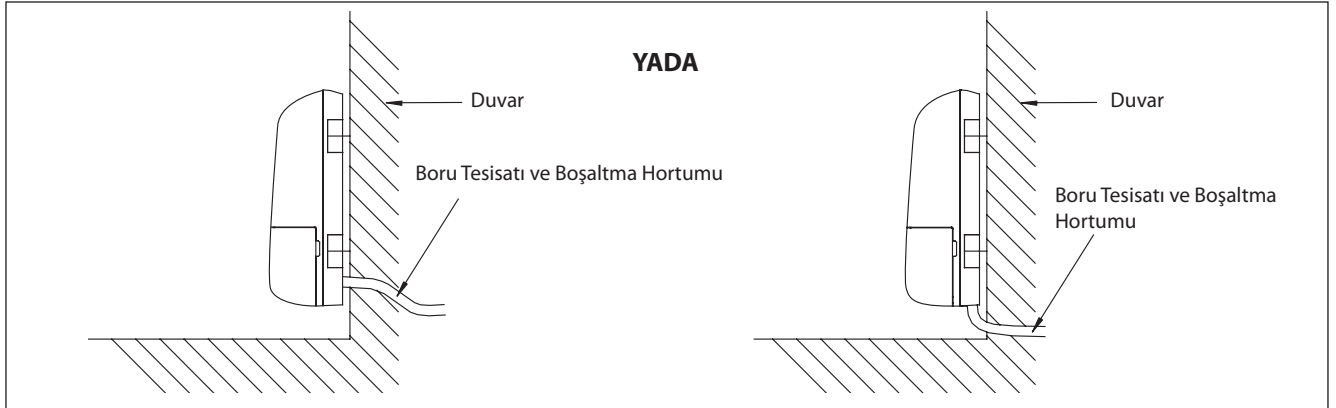 YADA
Duvar
Boru Tesisatı ve Boşaltma Hortumu
Duvar
Boru Tesisatı ve Boşaltma
Hortumu